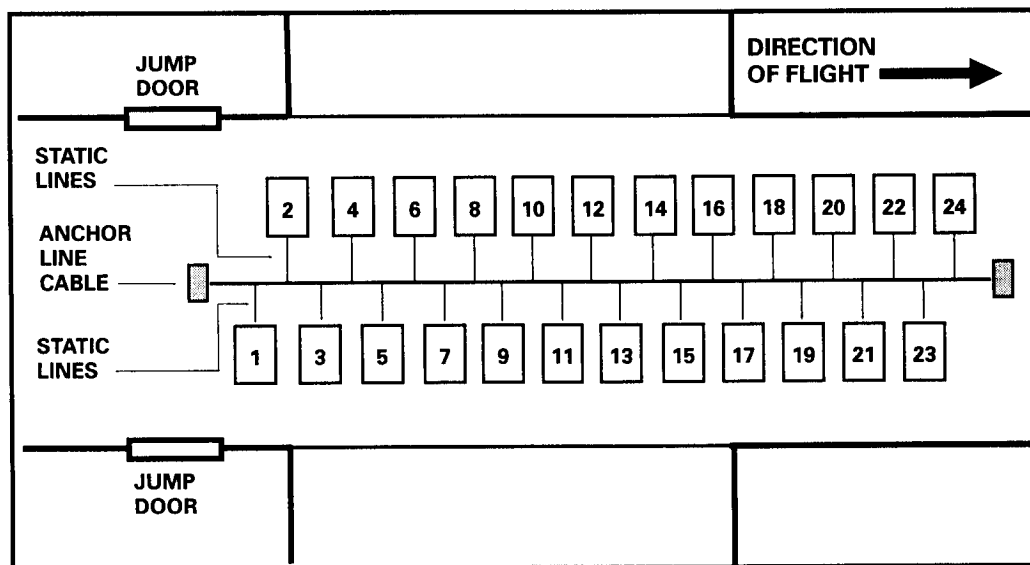 JUMP
DOOR
DIRECTION
OF FLIGHT
STATIC
LINES
2 4 6 8 10 12 14 16 18 20 22 24
ANCHOR
LINE
CABLE
STATIC
LINES
1 3 5 7 9 11 13 15 17 19 21 23
JUMP
DOOR